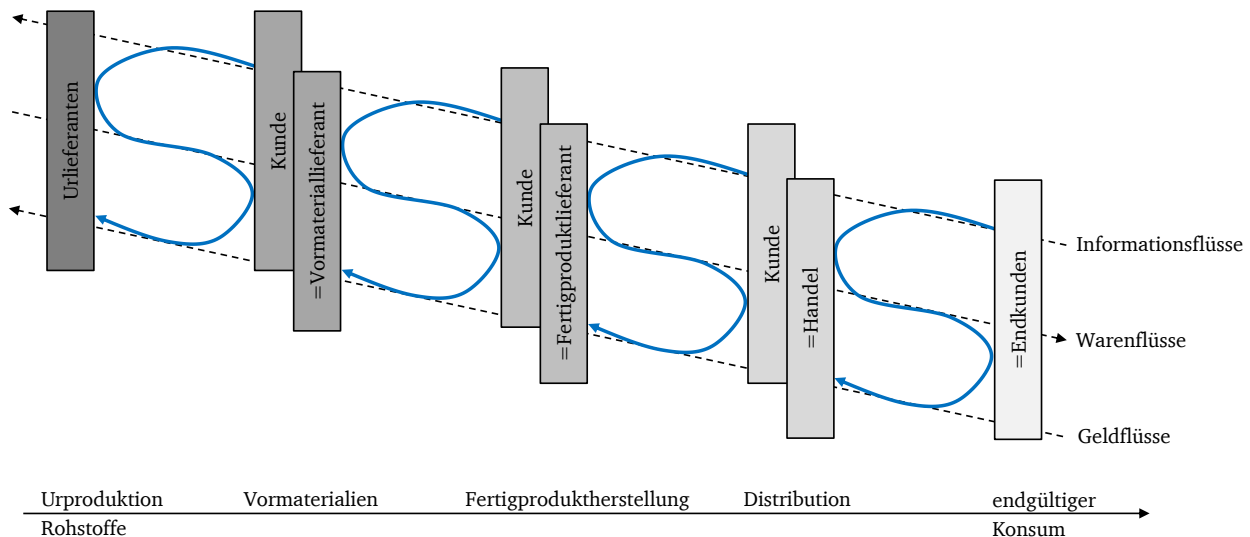 Urlieferanten
Kunde
=Vormateriallieferant
Kunde
=Fertigproduktlieferant
Kunde
=Handel
=Endkunden
Informationsflüsse
Warenflüsse
Geldflüsse
Urproduktion
Vormaterialien
Fertigproduktherstellung
Distribution
endgültiger
Rohstoffe
Konsum